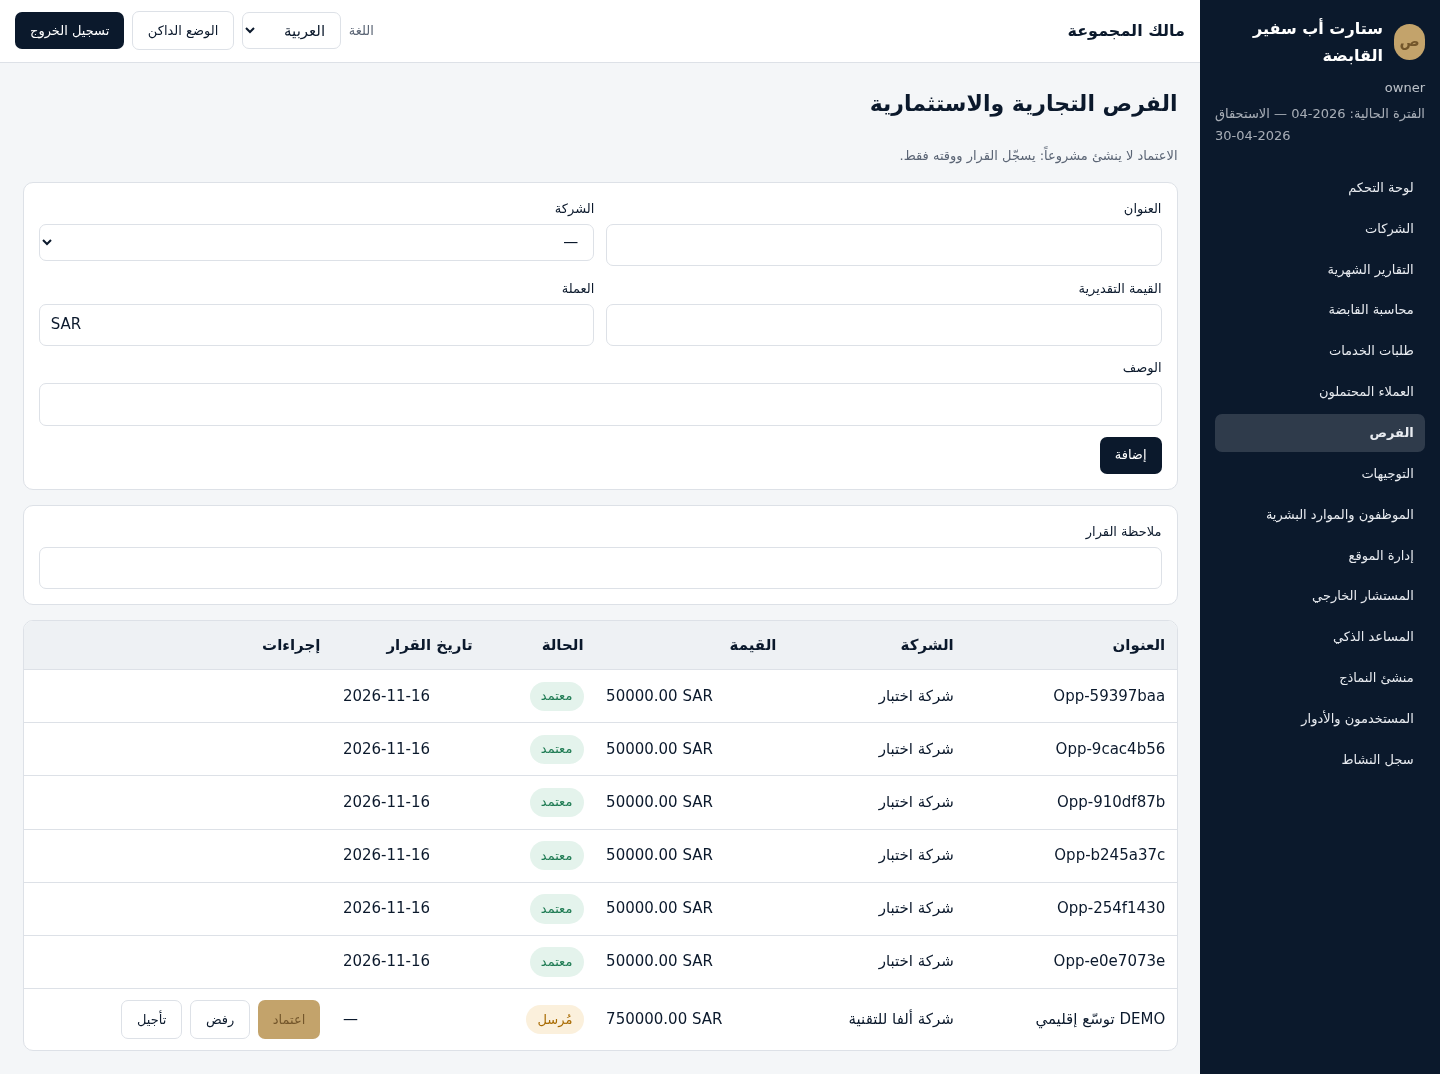 ص
ستارت أب سفير
القابضة
owner
الفترة الحالية: 2026-04 — الاستحقاق
2026-04-30
لوحة التحكم
الشركات
التقارير الشهرية
محاسبة القابضة
طلبات الخدمات
العملاء المحتملون
الفرص
التوجيهات
الموظفون والموارد البشرية
إدارة الموقع
المستشار الخارجي
المساعد الذكي
منشئ النماذج
المستخدمون والأدوار
سجل النشاط
مالك المجموعة
اللغة العربية الوضع الداكن تسجيل الخروج
الفرص التجارية والاستثمارية
الاعتماد لا ينشئ مشروعاً: يسجّل القرار ووقته فقط.
العنوان الشركة
—
القيمة التقديرية العملة
SAR
الوصف
إضافة
ملاحظة القرار
العنوان الشركة القيمة الحالة تاريخ القرار إجراءات
Opp-59397baa شركة اختبار 50000.00 SAR معتمد 2026-11-16
Opp-9cac4b56 شركة اختبار 50000.00 SAR معتمد 2026-11-16
Opp-910df87b شركة اختبار 50000.00 SAR معتمد 2026-11-16
Opp-b245a37c شركة اختبار 50000.00 SAR معتمد 2026-11-16
Opp-254f1430 شركة اختبار 50000.00 SAR معتمد 2026-11-16
Opp-e0e7073e شركة اختبار 50000.00 SAR معتمد 2026-11-16
DEMO توسّع إقليمي شركة ألفا للتقنية 750000.00 SAR مُرسل — اعتماد رفض تأجيل